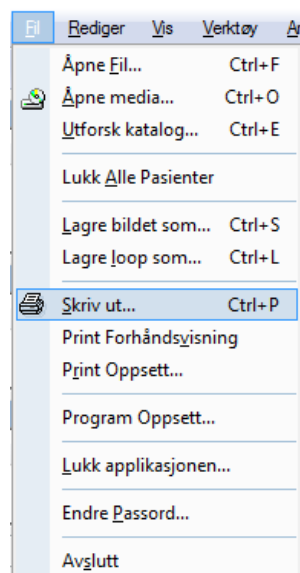 Fil Rediger Vis Verktøy
Åpne Fil... Ctrl+F
Åpne media... Ctrl+O
Utforsk katalog... Ctrl+E
Lukk Alle Pasienter
Lagre bildet som... Ctrl+S
Lagre loop som... Ctrl+L
Skriv ut... Ctrl+P
Print Forhåndsvisning
Print Oppsett...
Program Oppsett...
Lukk applikasjonen...
Endre Passord...
Avslutt